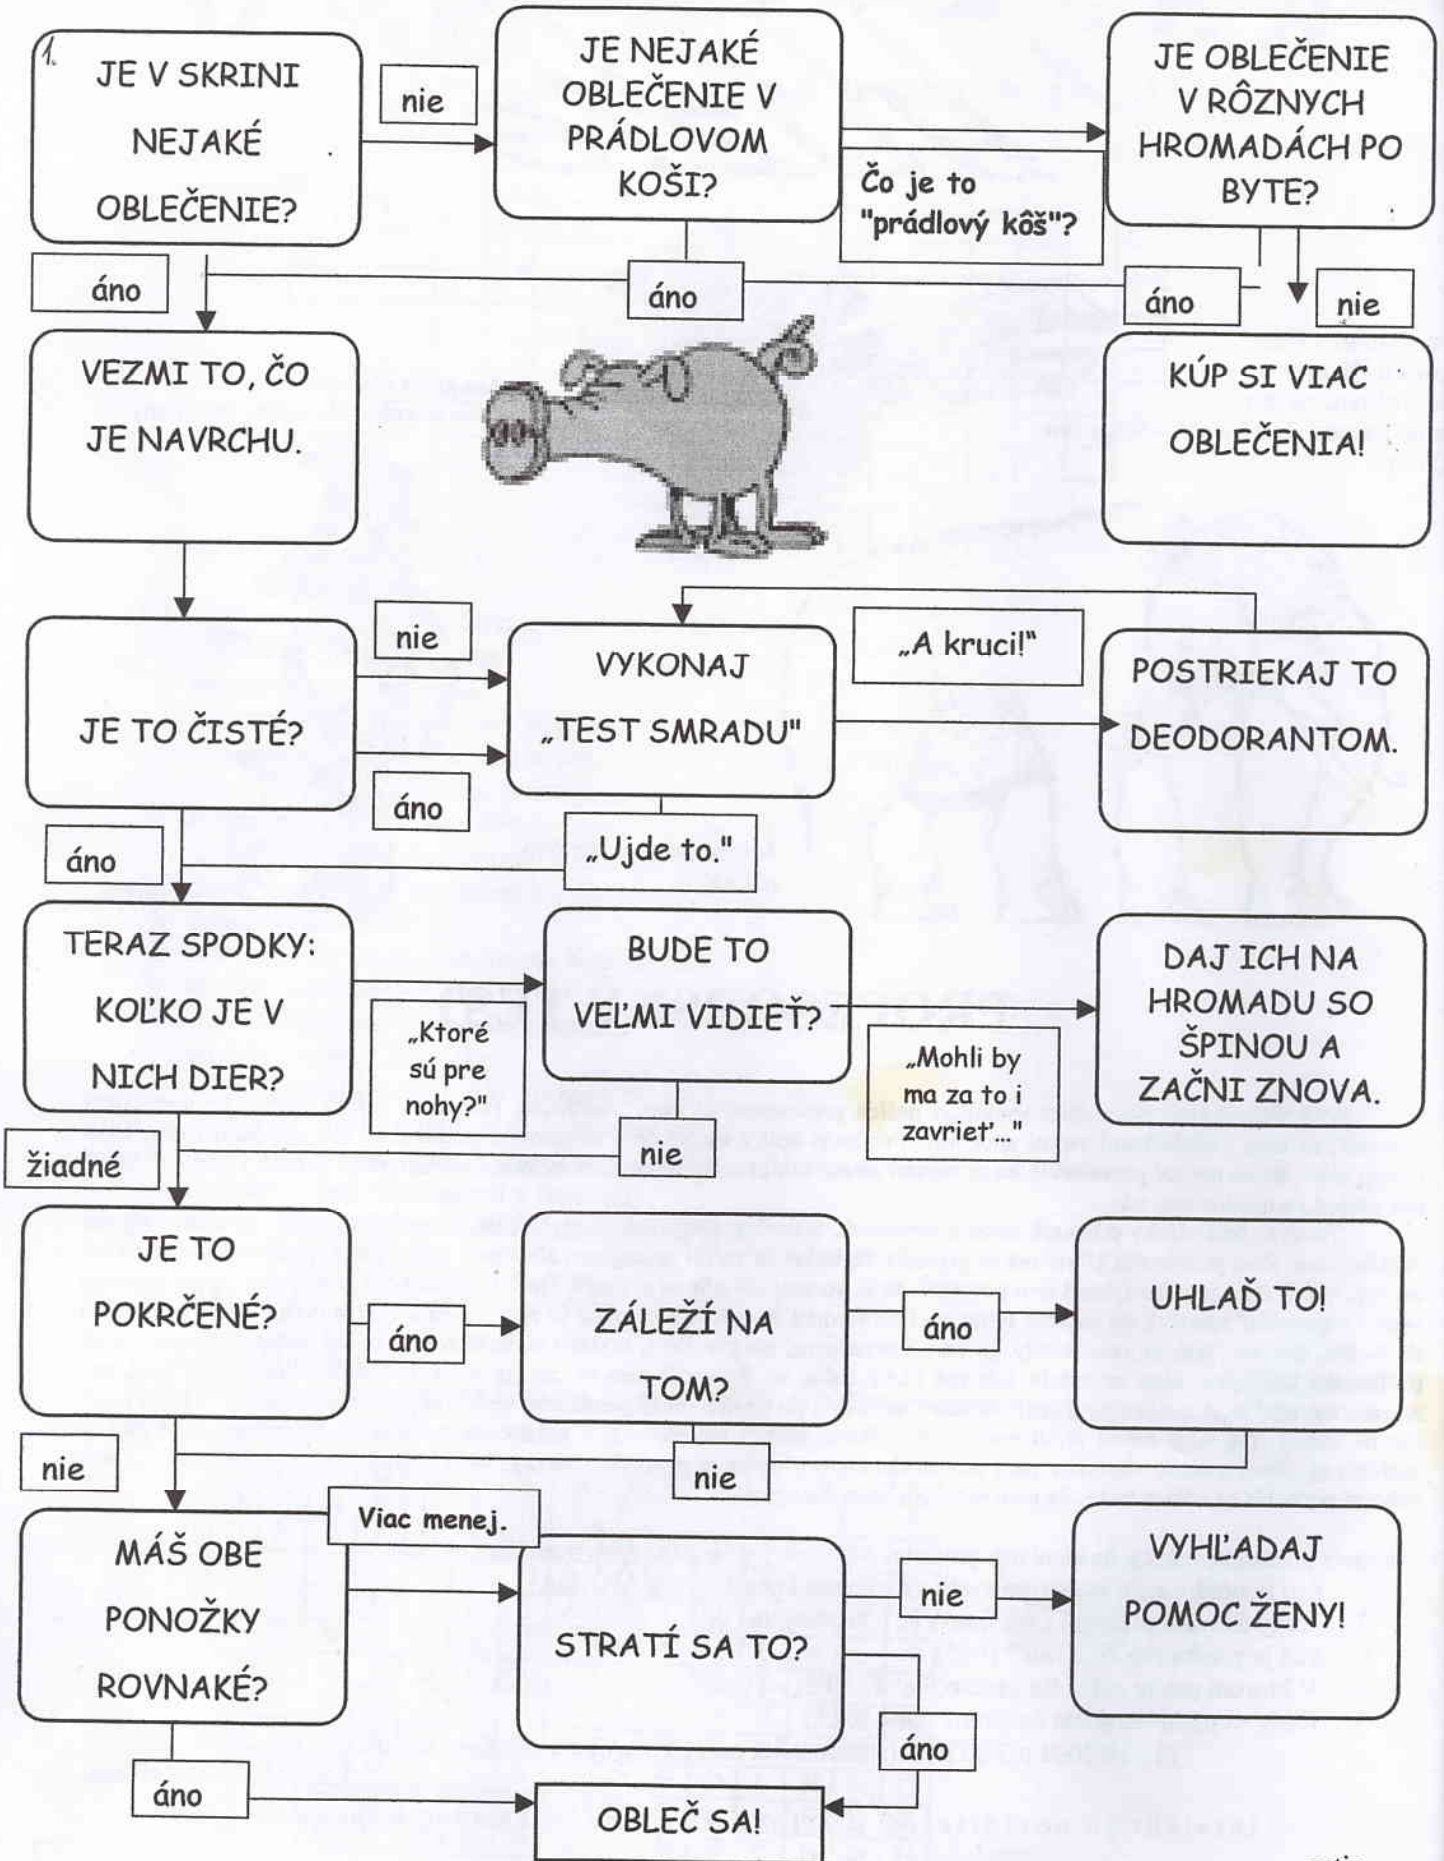 1.
JE V SKRINI
NEJAKÉ
OBLEČENIE?
nie
JE NEJAKÉ
OBLEČENIE V
PRÁDLOVOM
KOŠI?
Čo je to
"prádlový kôš"?
JE OBLEČENIE
V RÔZNYCH
HROMADÁCH PO
BYTE?
áno
áno
áno
nie
VEZMI TO, ČO
JE NAVRCHU.
KÚP SI VIAC
OBLEČENIA!
JE TO ČISTÉ?
nie
áno
VYKONAJ
„TEST SMRADU"
„A kruci!“
POSTRIEKAJ TO
DEODORANTOM.
áno
„Ujde to."
TERAZ SPODKY:
KOĽKO JE V
NICH DIER?
„Ktoré
sú pre
nohy?"
BUDE TO
VEĽMI VIDIEŤ?
„Mohli by
ma za to i
zavrieť..."
DAJ ICH NA
HROMADU SO
ŠPINOU A
ZAČNI ZNOVA.
žiadné
nie
JE TO
POKRČENÉ?
áno
ZÁLEŽÍ NA
TOM?
áno
UHLAĎ TO!
nie
nie
MÁŠ OBE
PONOŽKY
ROVNAKÉ?
Viac menej.
STRATÍ SA TO?
nie
VYHĽADAJ
POMOC ŽENY!
áno
áno
OBLEČ SA!